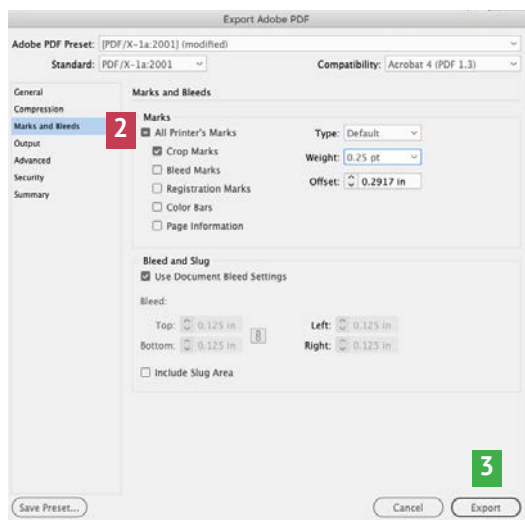 Export Adobe PDF
Adobe PDF Preset: [PDF/X-1a:2001] (modified)
Standard: PDF/X-1a:2001 Compatibility: Acrobat 4 (PDF 1.3)
General
Compression
Marks and Bleeds
Output
Advanced
Security
Summary
Marks and Bleeds
2
Marks
All Printer's Marks
Crop Marks
Bleed Marks
Registration Marks
Color Bars
Page Information
Type: Default
Weight: 0.25 pt
Offset: 0.2917 in
Bleed and Slug
Use Document Bleed Settings
Bleed:
Top: 0.125 in Left: 0.125 in
Bottom: 0.125 in Right: 0.125 in
Include Slug Area
3
Save Preset... Cancel Export